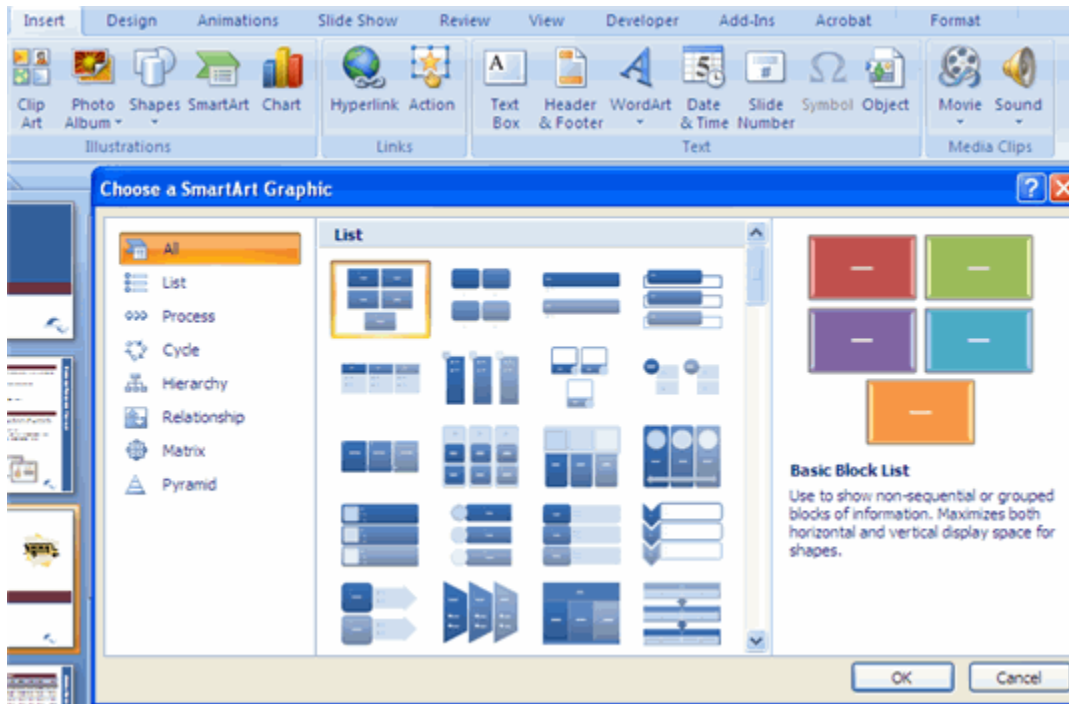 Insert Design Animations Slide Show Review View Developer Add-Ins Acrobat Format
Clip Photo Shapes SmartArt Chart Hyperlink Action Text Header WordArt Date Slide Symbol Object Movie Sound
Art Album Box & Footer & Time Number
Illustrations Links Text Media Clips
Choose a SmartArt Graphic
All
List
Process
Cycle
Hierarchy
Relationship
Matrix
Pyramid
List
Basic Block List
Use to show non-sequential or grouped
blocks of information. Maximizes both
horizontal and vertical display space for
shapes.
OK Cancel